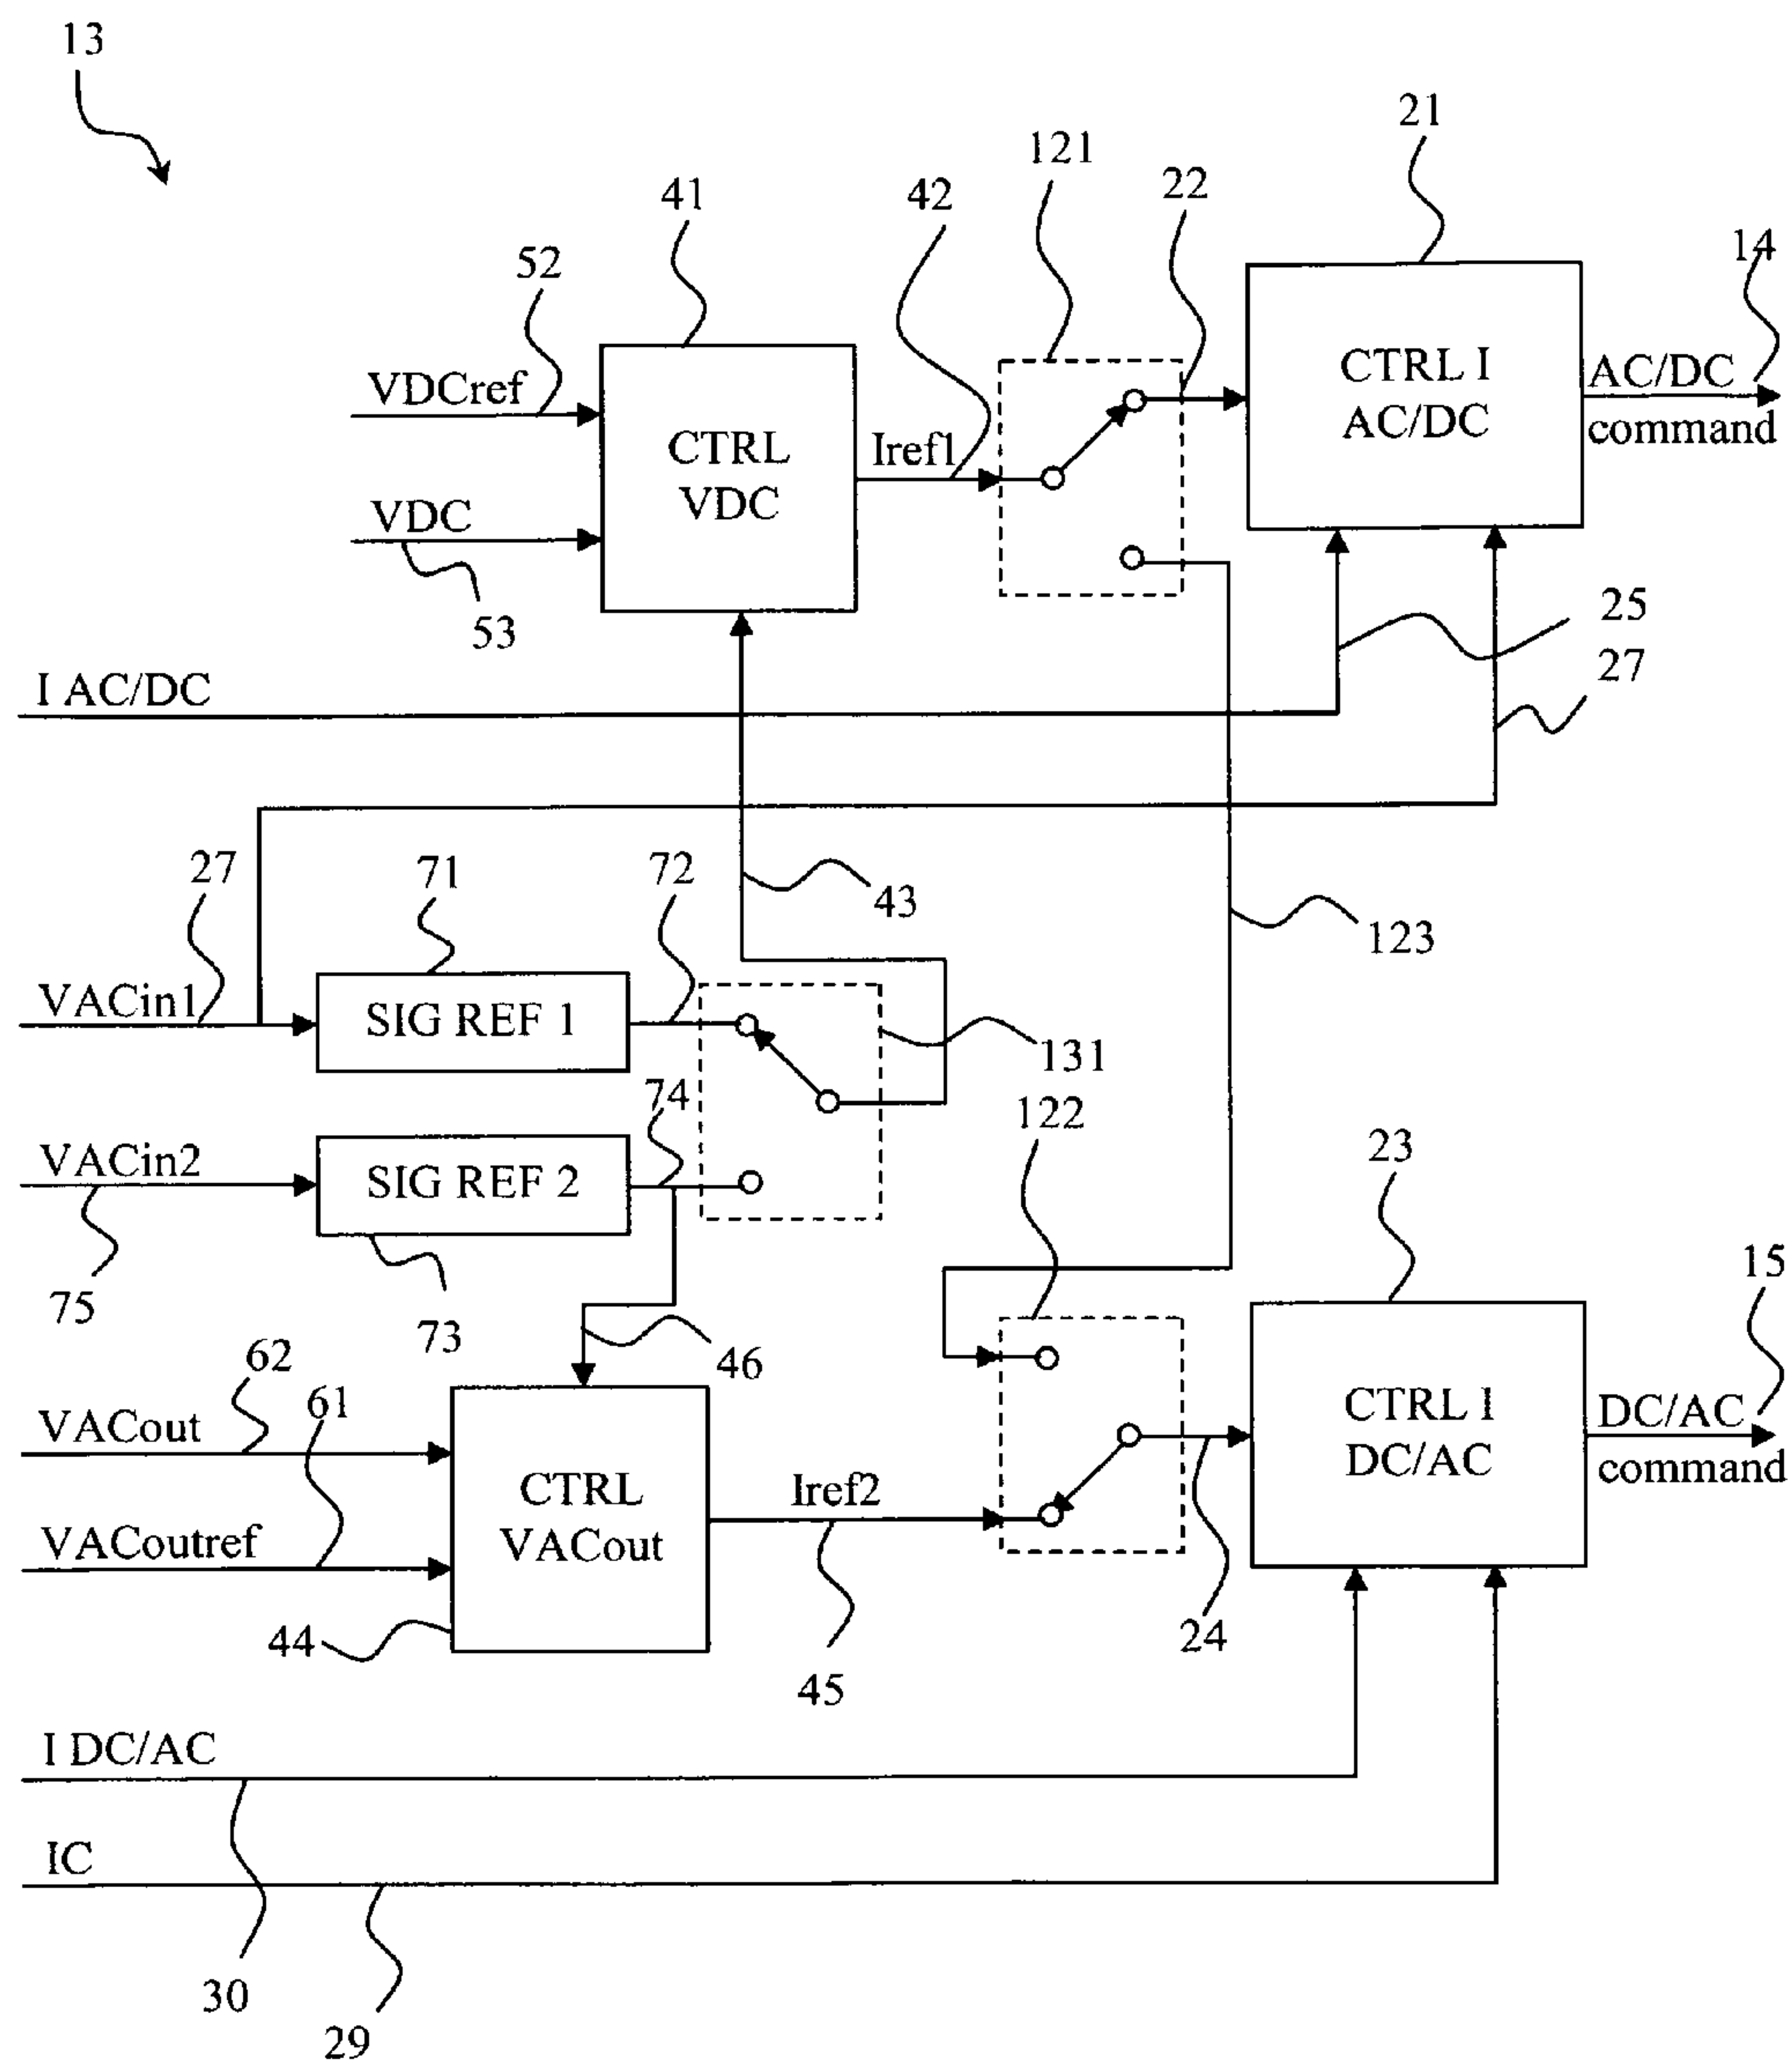 13
21
121
22
41
42
14
52
CTRL I
AC/DC
AC/DC
command
VDCref
CTRL
VDC
Iref1
VDC
53
25
27
I AC/DC
27
71
72
43
123
VACin1
SIG REF 1
131
74
122
VACin2
SIG REF 2
23
75
73
15
62
61
46
VACout
CTRL I
DC/AC
DC/AC
command
CTRL
VACout
Iref2
VACoutref
44
24
45
I DC/AC
IC
30
29